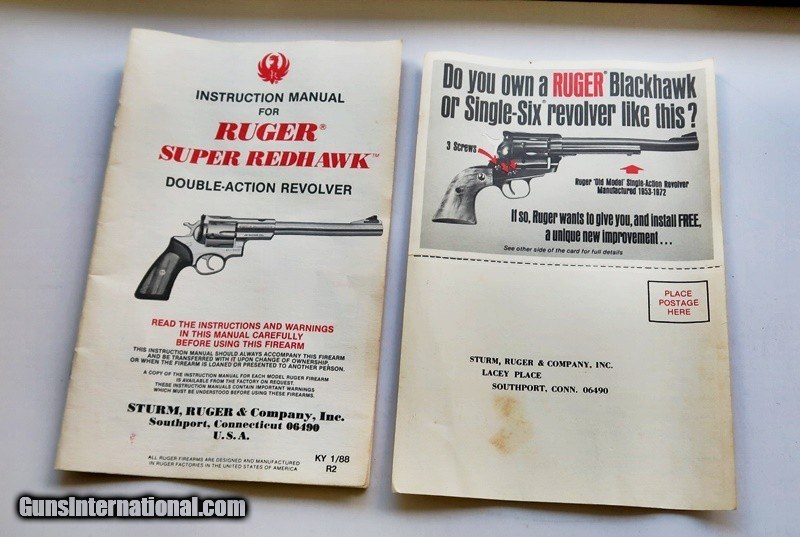 INSTRUCTION MANUAL
FOR
RUGER®
SUPER REDHAWK™
DOUBLE-ACTION REVOLVER
READ THE INSTRUCTIONS AND WARNINGS
IN THIS MANUAL CAREFULLY
BEFORE USING THIS FIREARM
THIS INSTRUCTION MANUAL SHOULD ALWAYS ACCOMPANY THIS FIREARM
AND BE TRANSFERRED WITH IT UPON CHANGE OF OWNERSHIP,
OR WHEN THE FIREARM IS LOANED OR PRESENTED TO ANOTHER PERSON.
A COPY OF THE INSTRUCTION MANUAL FOR EACH MODEL RUGER FIREARM
IS AVAILABLE FROM THE FACTORY ON REQUEST.
THESE INSTRUCTION MANUALS CONTAIN IMPORTANT WARNINGS
WHICH MUST BE UNDERSTOOD BEFORE USING THESE FIREARMS.
STURM, RUGER & Company, Inc.
Southport, Connecticut 06490
U.S.A.
KY 1/88
R2
ALL RUGER FIREARMS ARE DESIGNED AND MANUFACTURED
IN RUGER FACTORIES IN THE UNITED STATES OF AMERICA
Do you own a RUGER® Blackhawk®
or Single-Six® revolver like this?
3 Screws
Ruger 'Old Model' Single-Action Revolver
Manufactured 1953-1972
If so, Ruger wants to give you, and install FREE,
a unique new improvement...
See other side of the card for full details
PLACE
POSTAGE
HERE
STURM, RUGER & COMPANY, INC.
LACEY PLACE
SOUTHPORT, CONN. 06490
GunsInternational.com